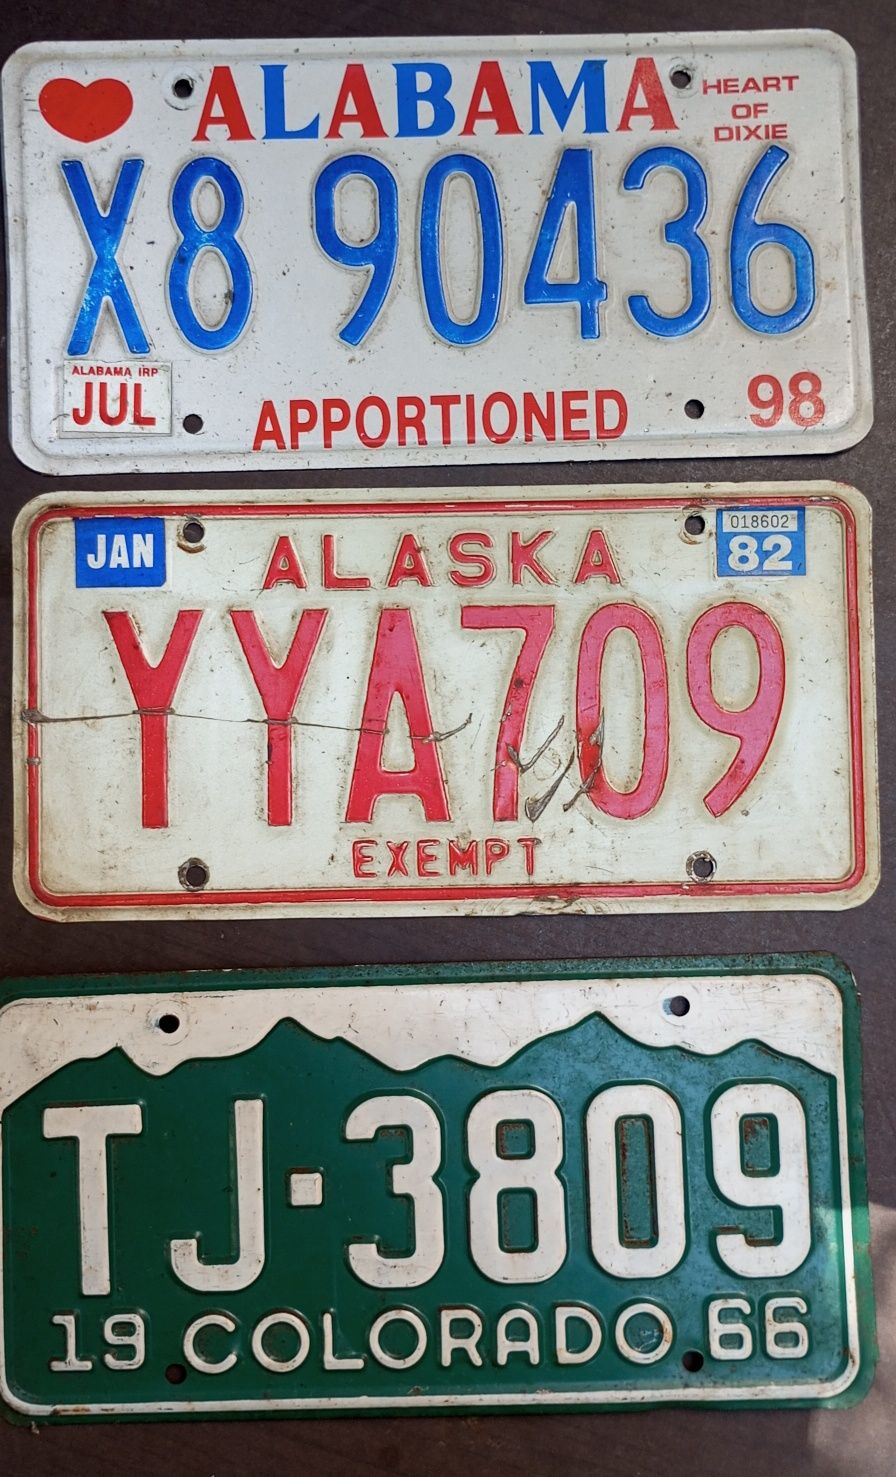 ALABAMA HEART OF DIXIE
X8 90436
ALABAMA IRP
JUL
APPORTIONED 98
JAN ALASKA 018602
82
YYA709
EXEMPT
TJ·3809
19 COLORADO 66